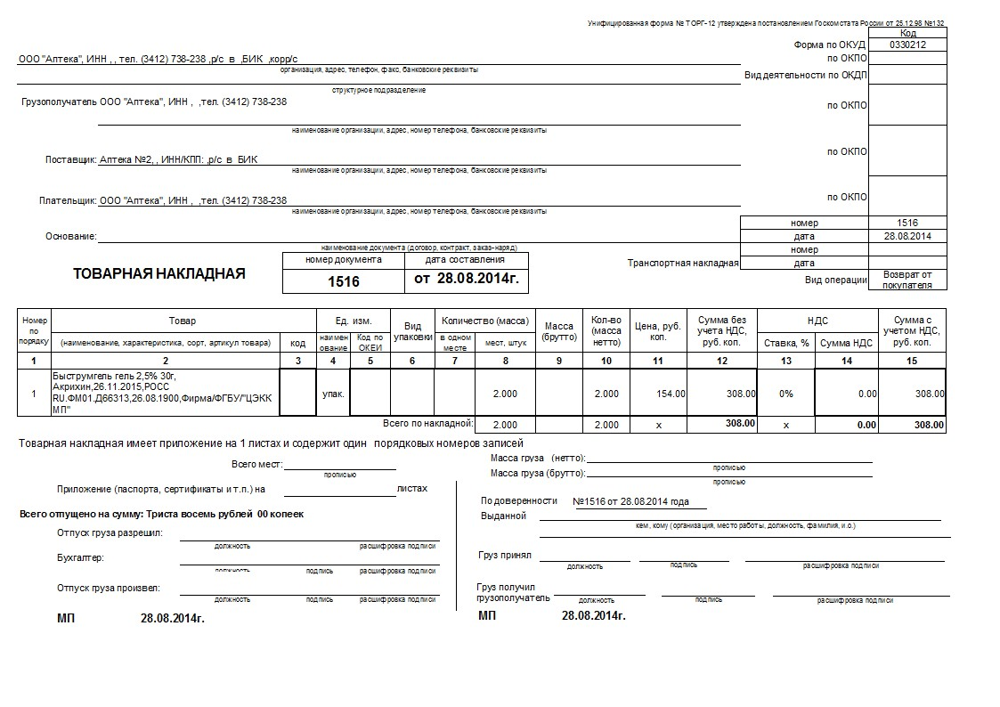 Унифицированная форма № ТОРГ-12 утверждена постановлением Госкомстата России от 25.12.98 №132
Код
Форма по ОКУД 0330212
ООО "Аптека", ИНН , , тел. (3412) 738-238 ,р/с в ,БИК ,корр/с по ОКПО
организация, адрес, телефон, факс, банковские реквизиты
Вид деятельности по ОКДП
структурное подразделение
Грузополучатель ООО "Аптека", ИНН , ,тел. (3412) 738-238
по ОКПО
наименование организации, адрес, номер телефона, банковские реквизиты
по ОКПО
Поставщик: Аптека №2, , ИНН/КПП: ,р/с в БИК
наименование организации, адрес, номер телефона, банковские реквизиты
Плательщик: ООО "Аптека", ИНН , ,тел. (3412) 738-238 по ОКПО
наименование организации, адрес, номер телефона, банковские реквизиты
номер 1516
Основание: дата 28.08.2014
наименование документа (договор, контракт, заказ-наряд)
номер
номер документа дата составления
Транспортная накладная дата
ТОВАРНАЯ НАКЛАДНАЯ 1516 от 28.08.2014г.
Вид операции Возврат от покупателя
Номер по порядку Товар Ед. изм. Вид упаковки Количество (масса) Масса (брутто) Кол-во (масса нетто) Цена, руб. коп. Сумма без учета НДС, руб. коп. НДС Сумма с учетом НДС, руб. коп.
(наименование, характеристика, сорт, артикул товара) код наимен ование Код по ОКЕИ в одном месте мест, штук Ставка, % Сумма НДС
1 2 3 4 5 6 7 8 9 10 11 12 13 14 15
Быструмгель гель 2,5% 30г,
Акрихин,26.11.2015,РОСС
1 RU.ФМ01.Д66313,26.08.1900,Фирма/ФГБУ/"ЦЭКК упак. 2.000 2.000 154.00 308.00 0% 0.00 308.00
МП"
Всего по накладной: 2.000 2.000 x 308.00 x 0.00 308.00
Товарная накладная имеет приложение на 1 листах и содержит один порядковых номеров записей
Масса груза (нетто):
прописью
Всего мест:
прописью
Масса груза (брутто):
прописью
Приложение (паспорта, сертификаты и т.п.) на листах
По доверенности №1516 от 28.08.2014 года
Всего отпущено на сумму: Триста восемь рублей 00 копеек
Выданной
кем, кому (организация, место работы, должность, фамилия, и.о.)
Отпуск груза разрешил:
должность расшифровка подписи
Бухгалтер:
должность подпись расшифровка подписи
Груз принял
должность подпись расшифровка подписи
Отпуск груза произвел:
должность подпись расшифровка подписи
Груз получил
грузополучатель
должность подпись расшифровка подписи
МП 28.08.2014г.
МП 28.08.2014г.